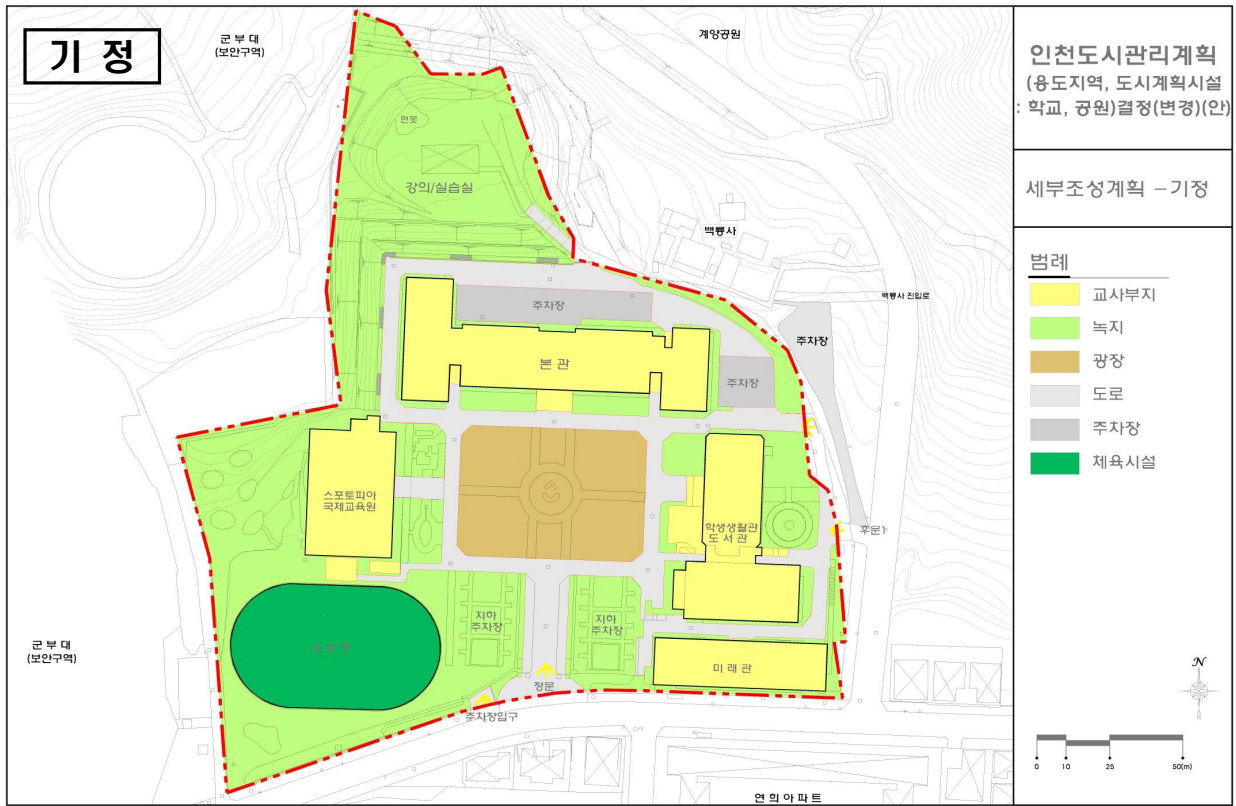 기 정
군 부 대
(보안구역)
계양공원
연못
강의/실습실
백룡사
백룡사 진입로
주차장
주차장
본 관
주차장
스포토피아
국제교육원
학생생활관
도 서 관
후문1
지하
주차장
지하
주차장
미 래 관
정문
주차장입구
군 부 대
(보안구역)
연 희 아 파 트
인천도시관리계획
(용도지역, 도시계획시설
: 학교, 공원)결정(변경)(안)
세부조성계획 – 기정
범례
교사부지
녹지
광장
도로
주차장
체육시설
N
0 10 25 50(m)